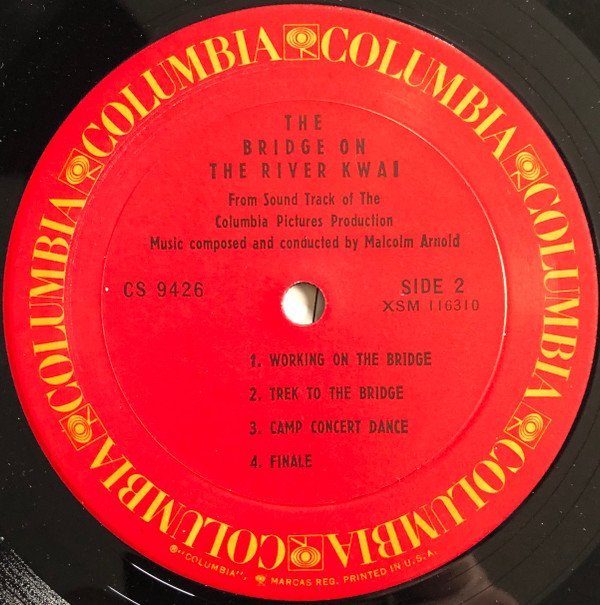 COLUMBIA COLUMBIA COLUMBIA COLUMBIA COLUMBIA COLUMBIA
THE
BRIDGE ON
THE RIVER KWAI
From Sound Track of The
Columbia Pictures Production
Music composed and conducted by Malcolm Arnold
CS 9426
SIDE 2
XSM 116310
1. WORKING ON THE BRIDGE
2. TREK TO THE BRIDGE
3. CAMP CONCERT DANCE
4. FINALE
®"COLUMBIA", MARCAS REG. PRINTED IN U.S.A.